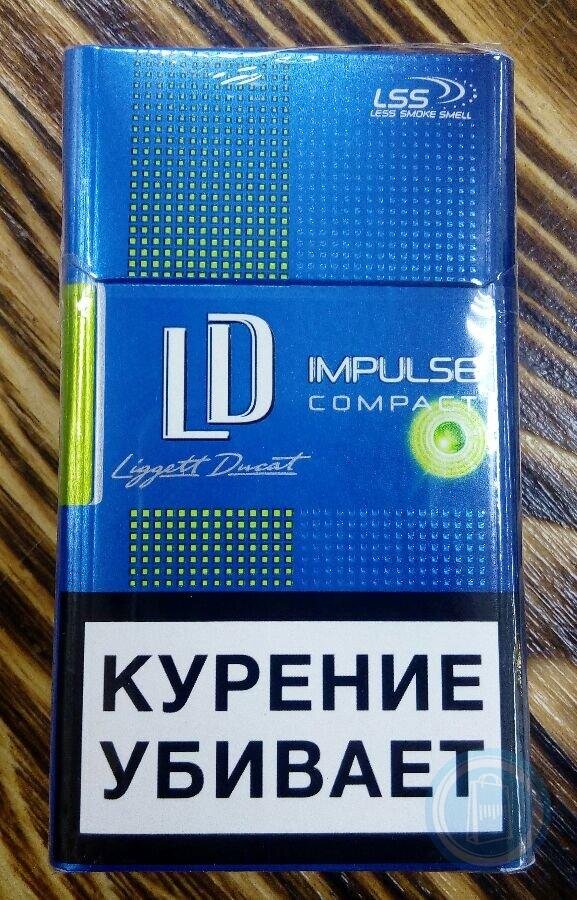 LSS
LESS SMOKE SMELL
LD
IMPULSE
COMPACT
Liggett Ducat
КУРЕНИЕ
УБИВАЕТ